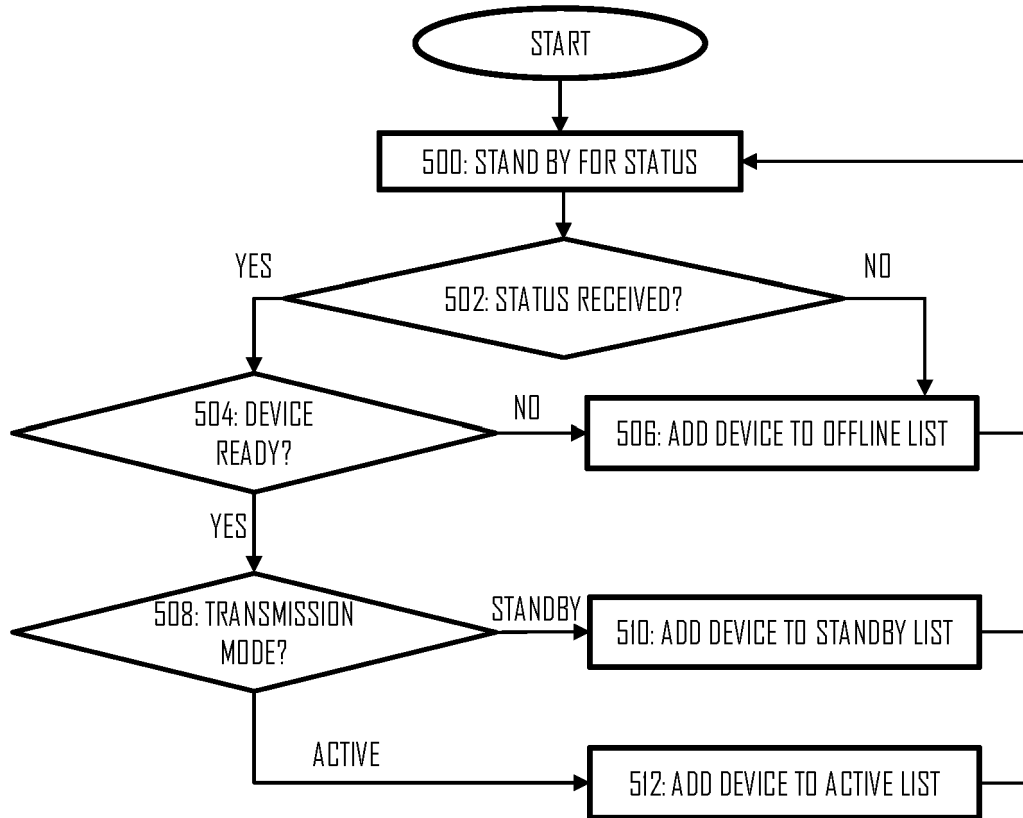 START
500: STAND BY FOR STATUS
YES
NO
502: STATUS RECEIVED?
504: DEVICE
READY?
NO
506: ADD DEVICE TO OFFLINE LIST
YES
508: TRANSMISSION
MODE?
STANDBY
510: ADD DEVICE TO STANDBY LIST
ACTIVE
512: ADD DEVICE TO ACTIVE LIST